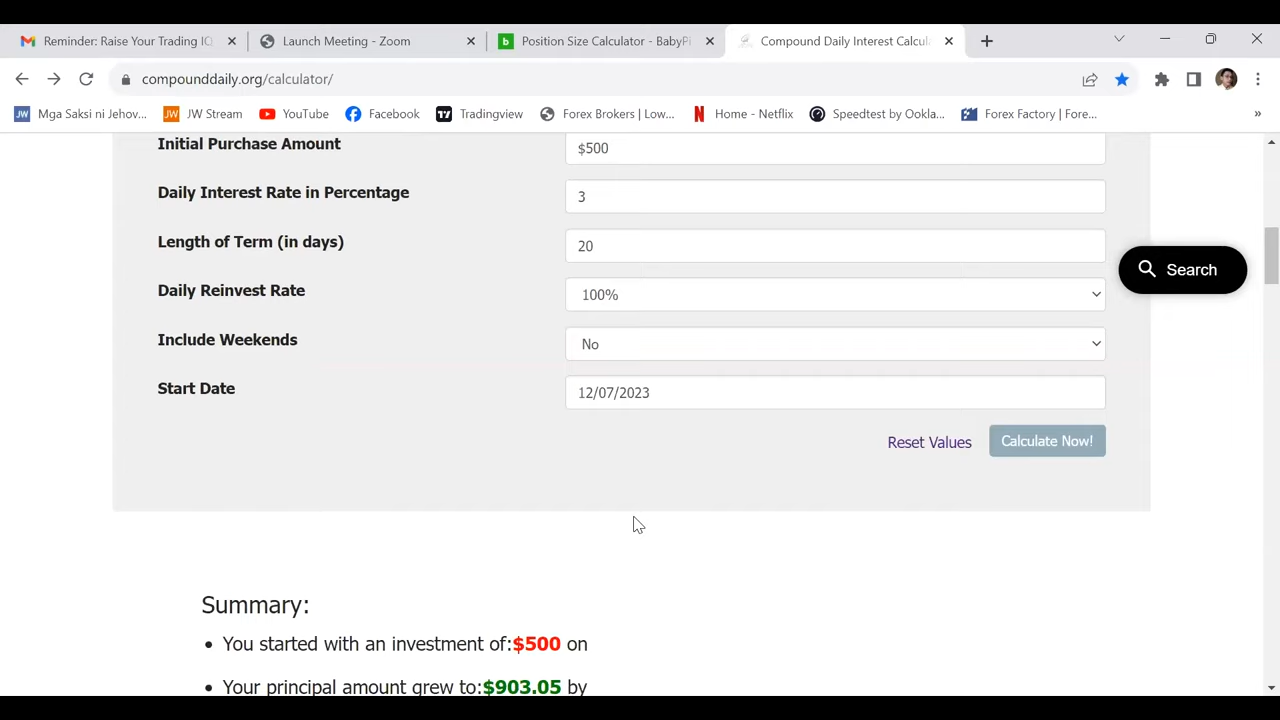 Reminder: Raise Your Trading IQ
Launch Meeting - Zoom
Position Size Calculator - BabyPi
Compound Daily Interest Calcul
compounddaily.org/calculator/
JW Mga Saksi ni Jehov...
JW JW Stream
YouTube
Facebook
Tradingview
Forex Brokers | Low...
N Home - Netflix
Speedtest by Ookla...
Forex Factory | Fore...
»
Initial Purchase Amount
$500
Daily Interest Rate in Percentage
3
Length of Term (in days)
20
Search
Daily Reinvest Rate
100%
Include Weekends
No
Start Date
12/07/2023
Reset Values
Calculate Now!
Summary:
• You started with an investment of:$500 on
• Your principal amount grew to:$903.05 by